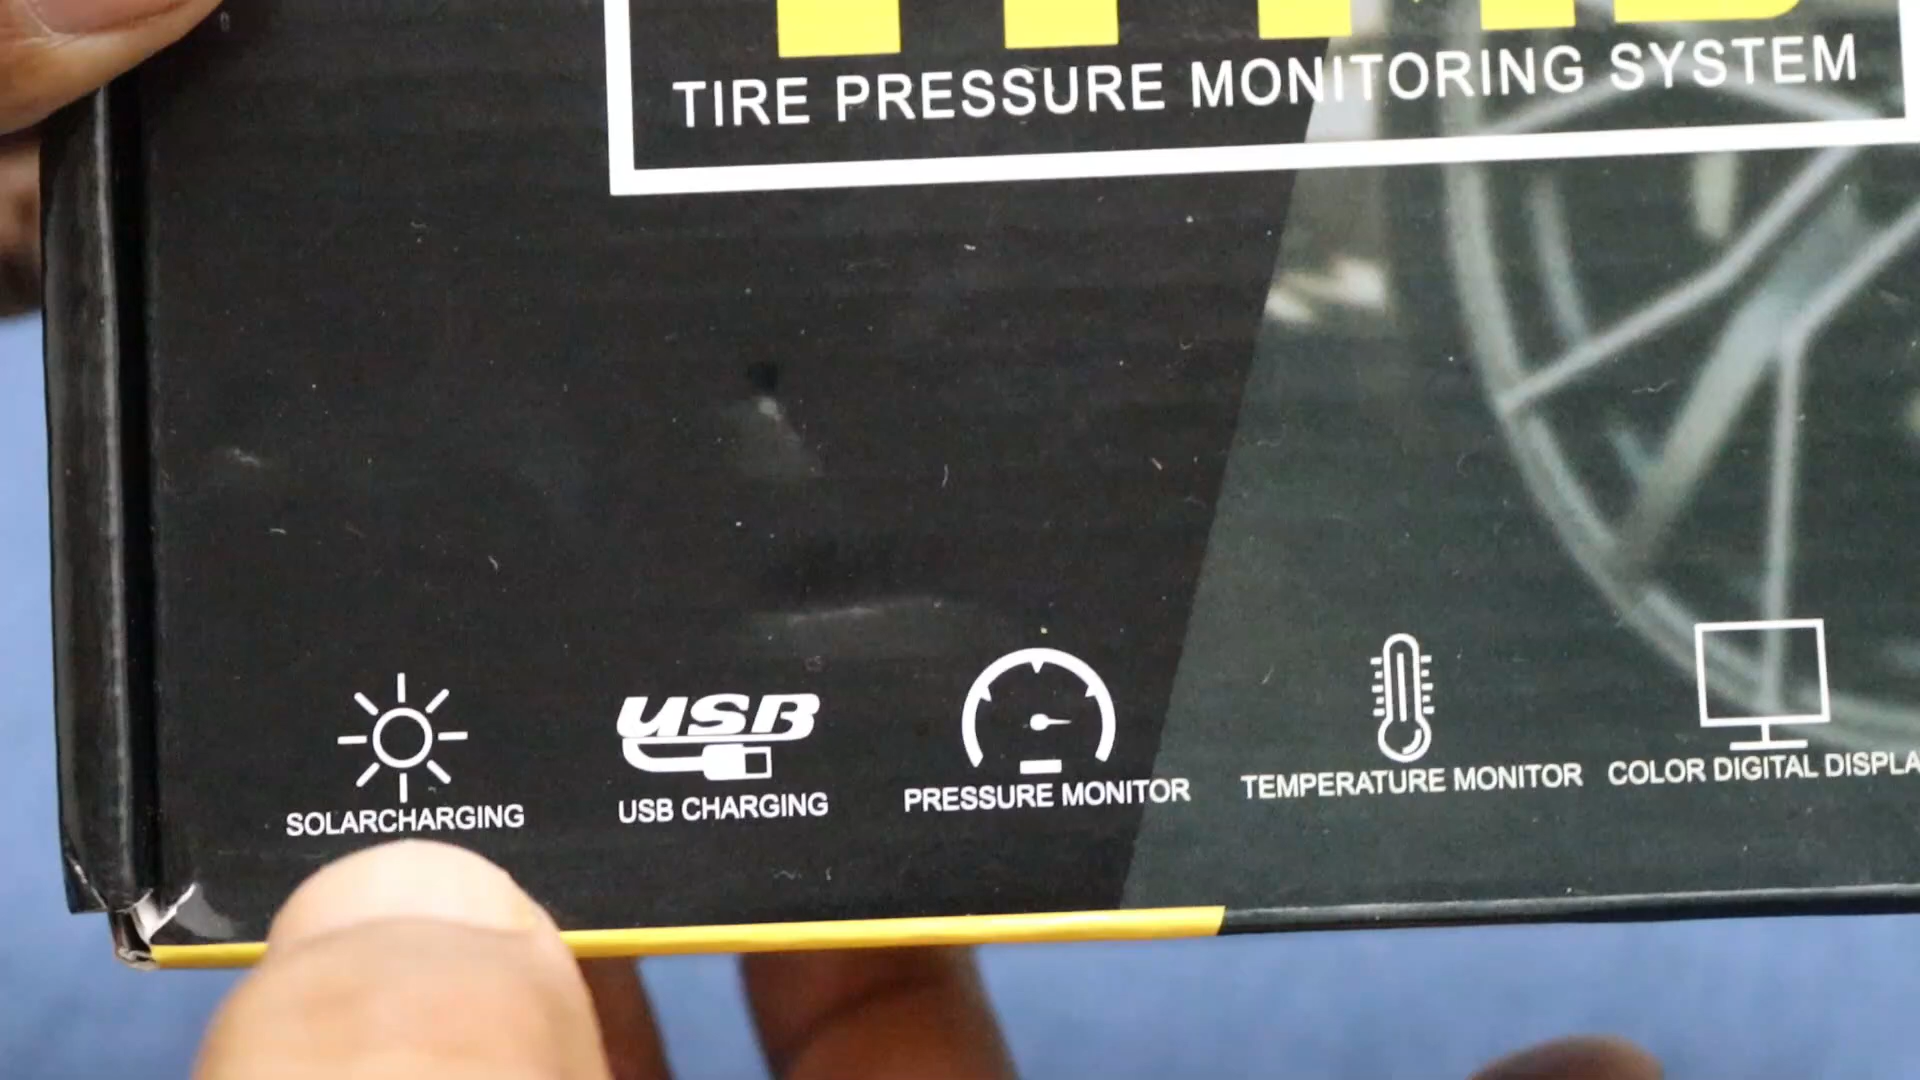 TIRE PRESSURE MONITORING SYSTEM
USB
SOLARCHARGING
USB CHARGING
PRESSURE MONITOR
TEMPERATURE MONITOR
COLOR DIGITAL